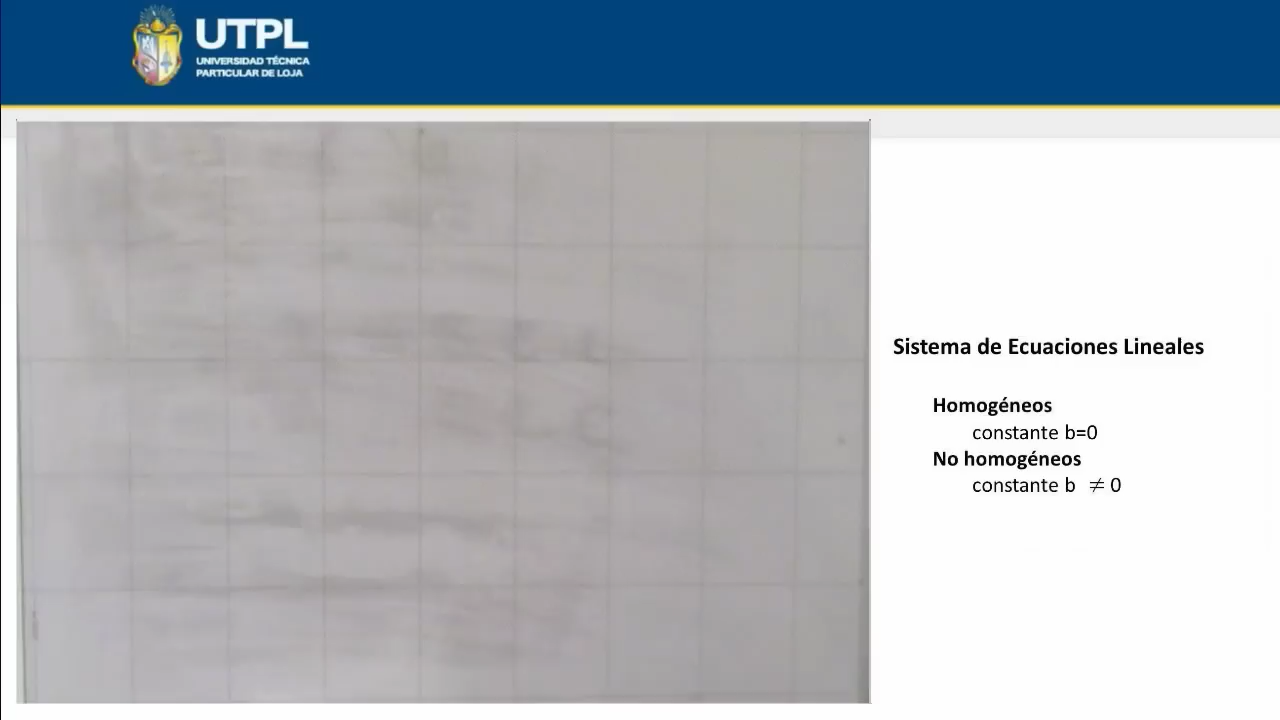 UTPL
UNIVERSIDAD TÉCNICA
PARTICULAR DE LOJA
Sistema de Ecuaciones Lineales
Homogéneos
constante b=0
No homogéneos
constante b ≠ 0